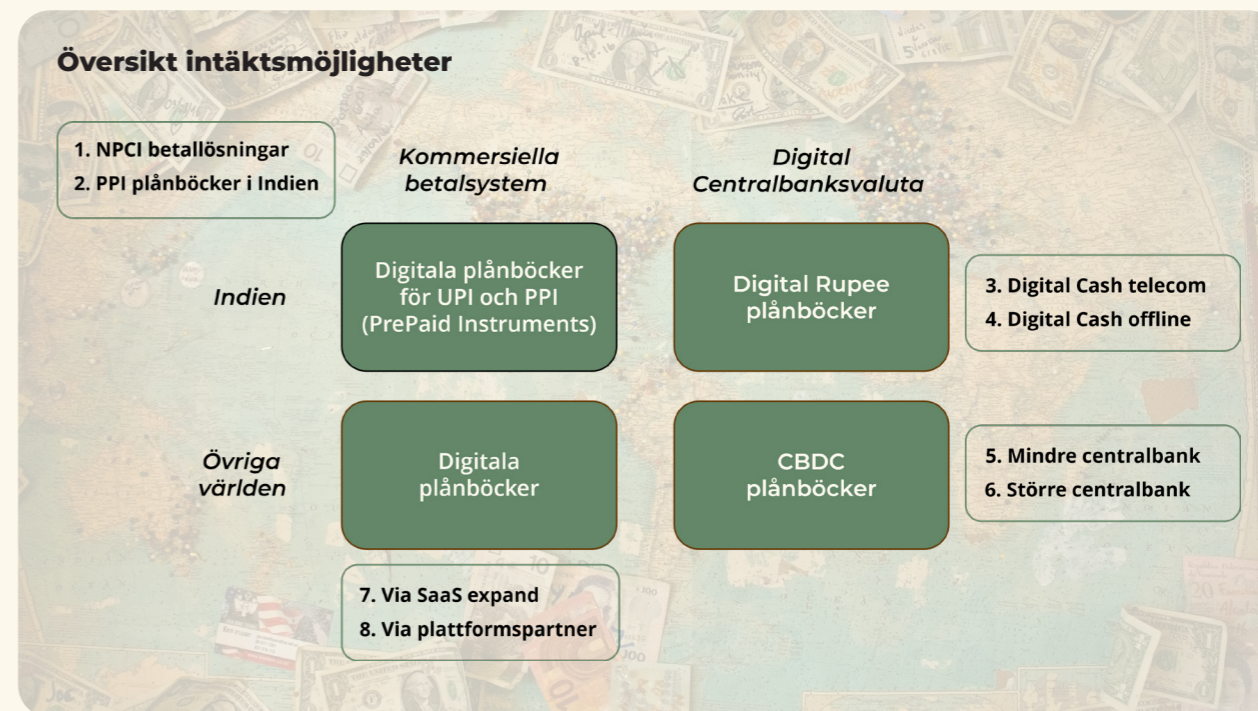 Översikt intäktsmöjligheter
1. NPCI betallösningar
2. PPI plånböcker i Indien
Kommersiella
betalsystem
Digital
Centralbanksvaluta
Indien
Digitala plånböcker
för UPI och PPI
(PrePaid Instruments)
Digital Rupee
plånböcker
3. Digital Cash telecom
4. Digital Cash offline
Övriga
världen
Digitala
plånböcker
CBDC
plånböcker
5. Mindre centralbank
6. Större centralbank
7. Via SaaS expand
8. Via plattformspartner